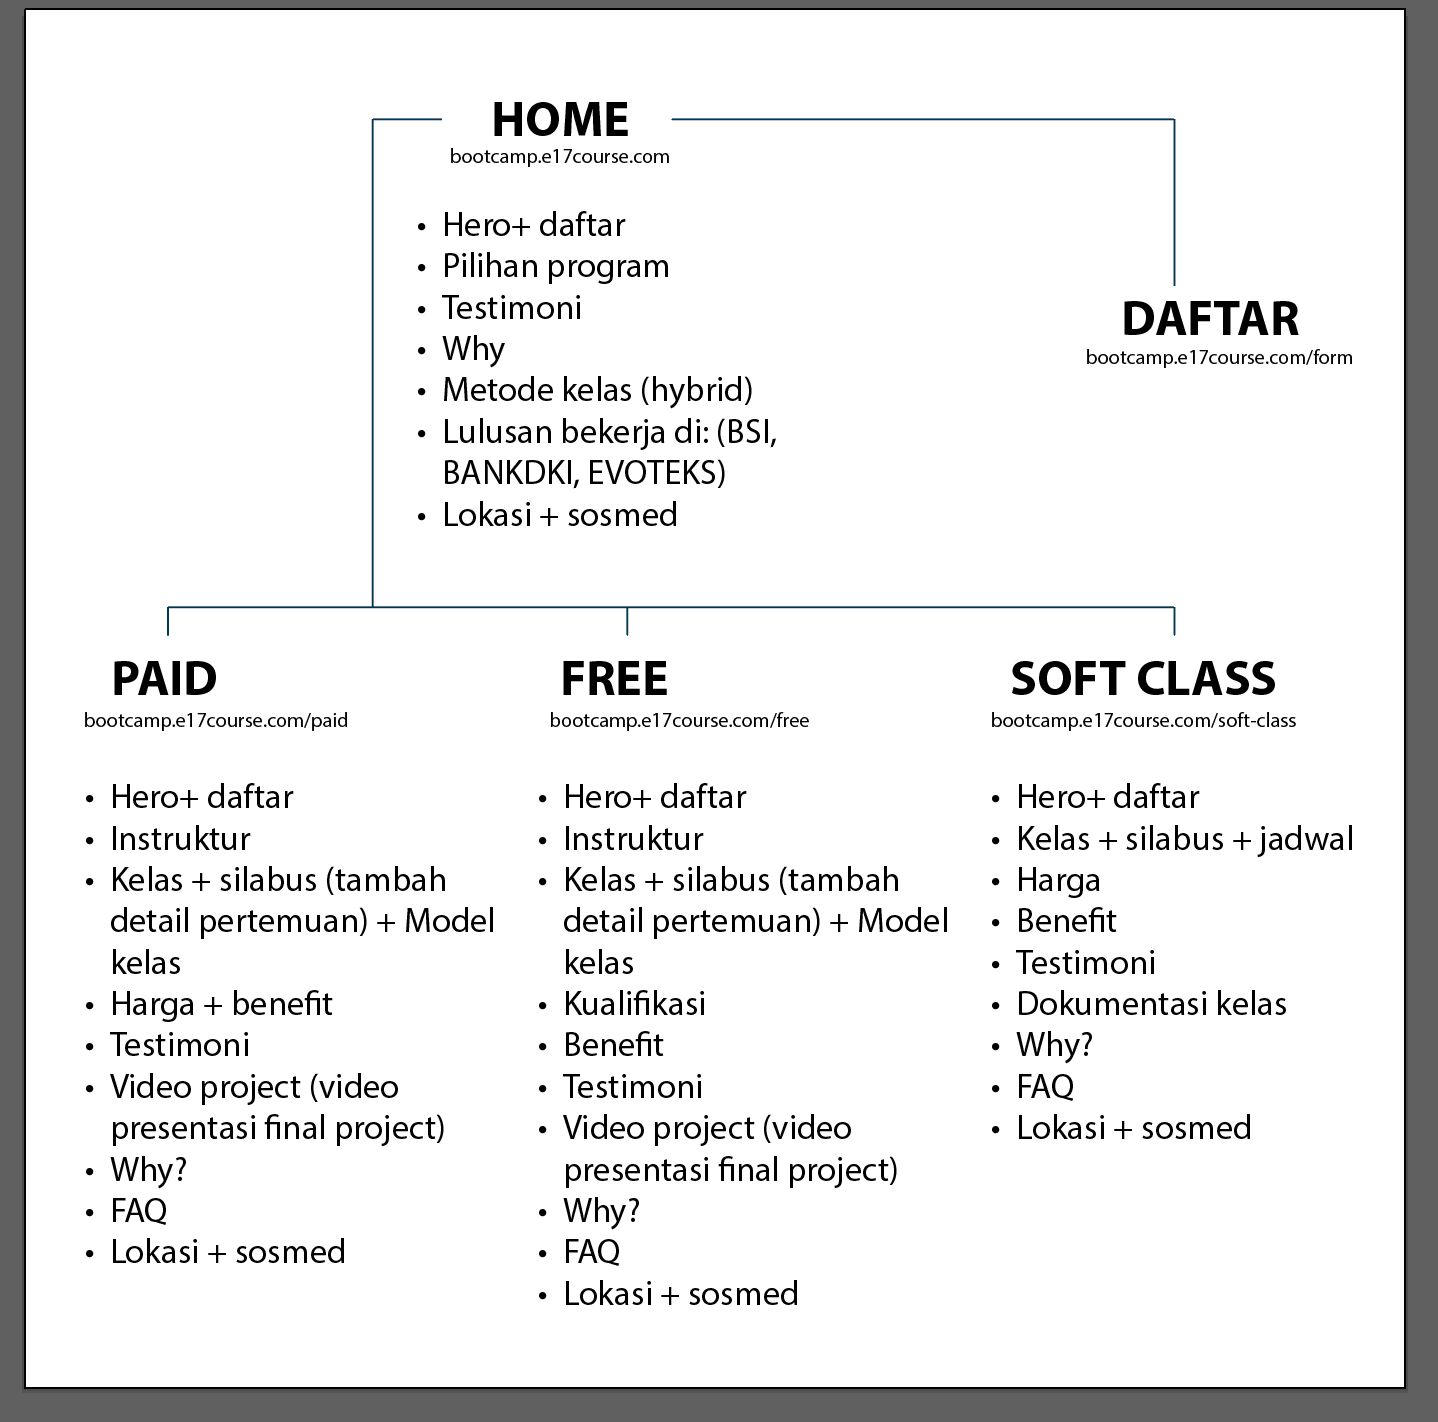 HOME
bootcamp.e17course.com
• Hero+ daftar
• Pilihan program
• Testimoni
• Why
• Metode kelas (hybrid)
• Lulusan bekerja di: (BSI,
BANKDKI, EVOTEKS)
• Lokasi + sosmed
DAFTAR
bootcamp.e17course.com/form
PAID
bootcamp.e17course.com/paid
• Hero+ daftar
• Instruktur
• Kelas + silabus (tambah
detail pertemuan) + Model
kelas
• Harga + benefit
• Testimoni
• Video project (video
presentasi final project)
• Why?
• FAQ
• Lokasi + sosmed
FREE
bootcamp.e17course.com/free
• Hero+ daftar
• Instruktur
• Kelas + silabus (tambah
detail pertemuan) + Model
kelas
• Kualifikasi
• Benefit
• Testimoni
• Video project (video
presentasi final project)
• Why?
• FAQ
• Lokasi + sosmed
SOFT CLASS
bootcamp.e17course.com/soft-class
• Hero+ daftar
• Kelas + silabus + jadwal
• Harga
• Benefit
• Testimoni
• Dokumentasi kelas
• Why?
• FAQ
• Lokasi + sosmed